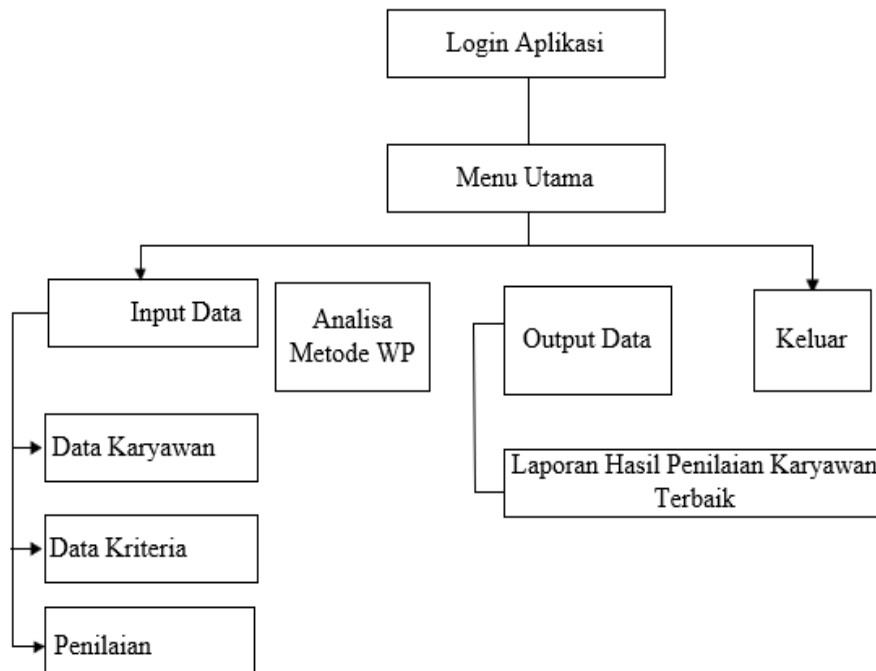 Login Aplikasi
Menu Utama
Input Data
Analisa
Metode WP
Output Data
Keluar
Data Karyawan
Data Kriteria
Penilaian
Laporan Hasil Penilaian Karyawan
Terbaik